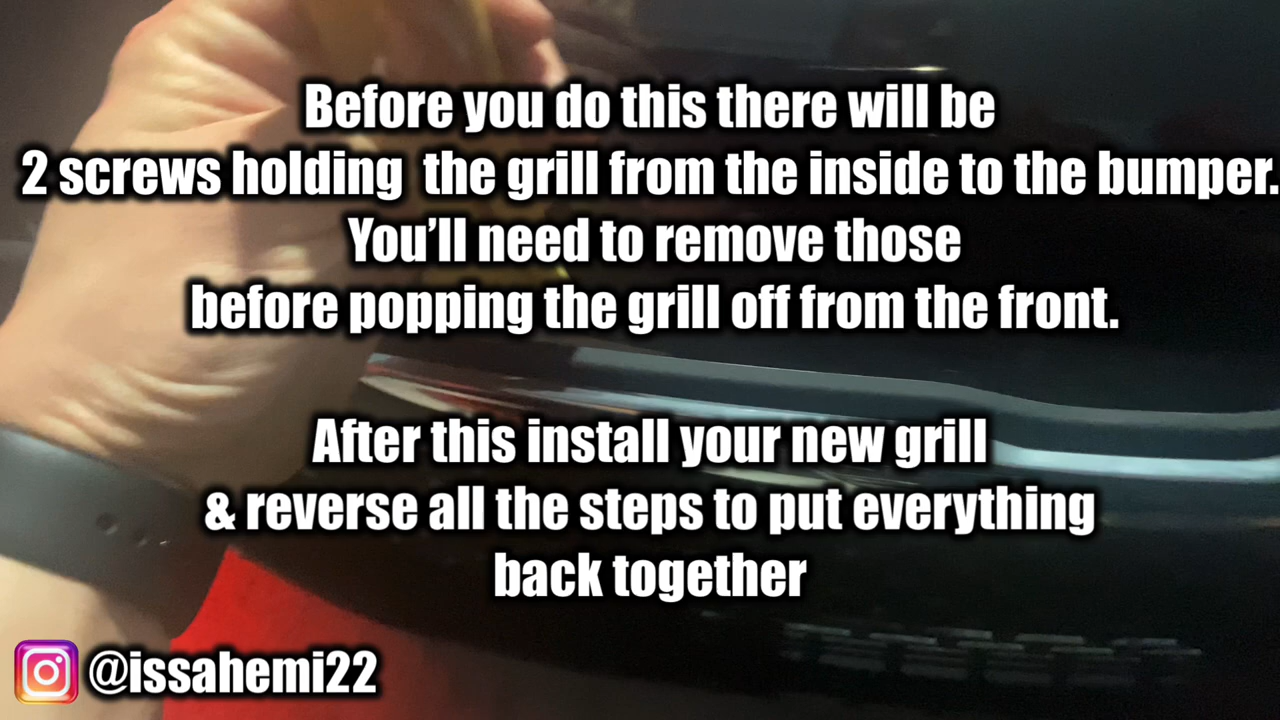 Before you do this there will be
2 screws holding  the grill from the inside to the bumper.
You’ll need to remove those
before popping the grill off from the front.
After this install your new grill
& reverse all the steps to put everything
back together
@issahemi22